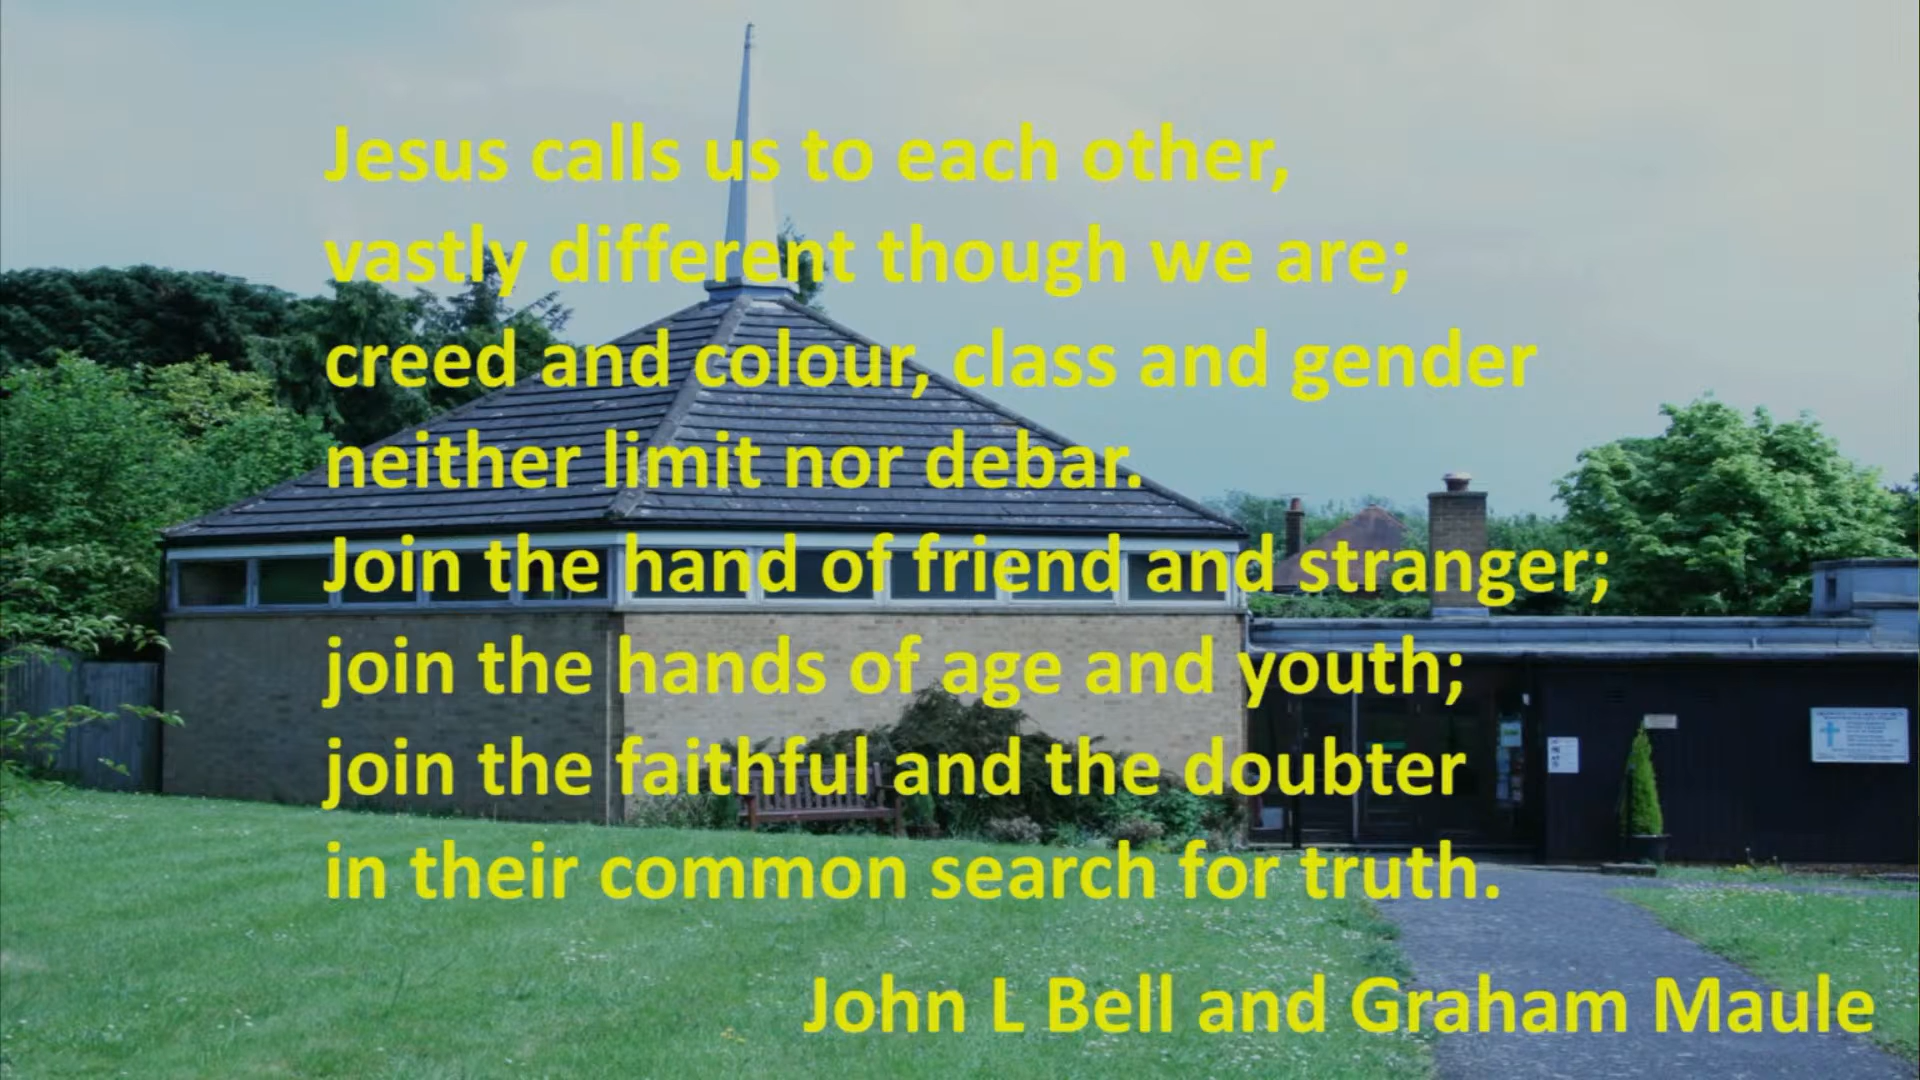 Jesus calls us to each other,
vastly different though we are;
creed and colour, class and gender
neither limit nor debar.
Join the hand of friend and stranger;
join the hands of age and youth;
join the faithful and the doubter
in their common search for truth.
John L Bell and Graham Maule